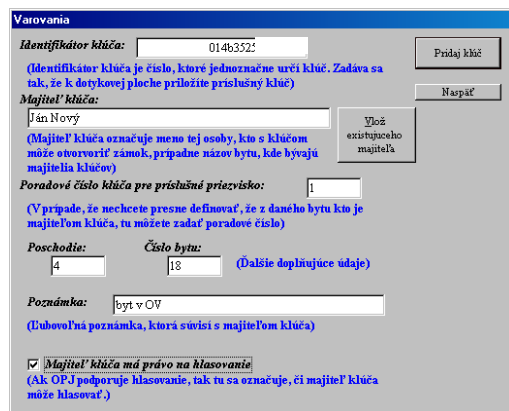 Varovania
Identifikátor kľúča: 014b3525 Pridaj kľúč
(Identifikátor kľúča je číslo, ktoré jednoznačne určí kľúč. Zadáva sa
tak, že k dotykovej ploche priložíte príslušný kľúč)
Naspäť
Majiteľ kľúča:
Ján Nový
(Majiteľ kľúča označuje meno tej osoby, kto s kľúčom
môže otvorvoriť zámok, prípadne názov bytu, kde bývajú
majitelia kľúčov)
Vlož
existujuceho
majiteľa
Poradové číslo kľúča pre príslušné priezvisko: 1
(V prípade, že nechcete presne definovať, že z daného bytu kto je
majiteľom kľúča, tu môžete zadať poradové číslo)
Poschodie: Číslo bytu:
4 18 (Ďalšie doplňujúce údaje)
Poznámka: byt v OV
(Ľubovoľná poznámka, ktorá súvisí s majiteľom kľúča)
Majiteľ kľúča má právo na hlasovanie
(Ak OPJ podporuje hlasovanie, tak tu sa označuje, či majiteľ kľúča
môže hlasovať.)